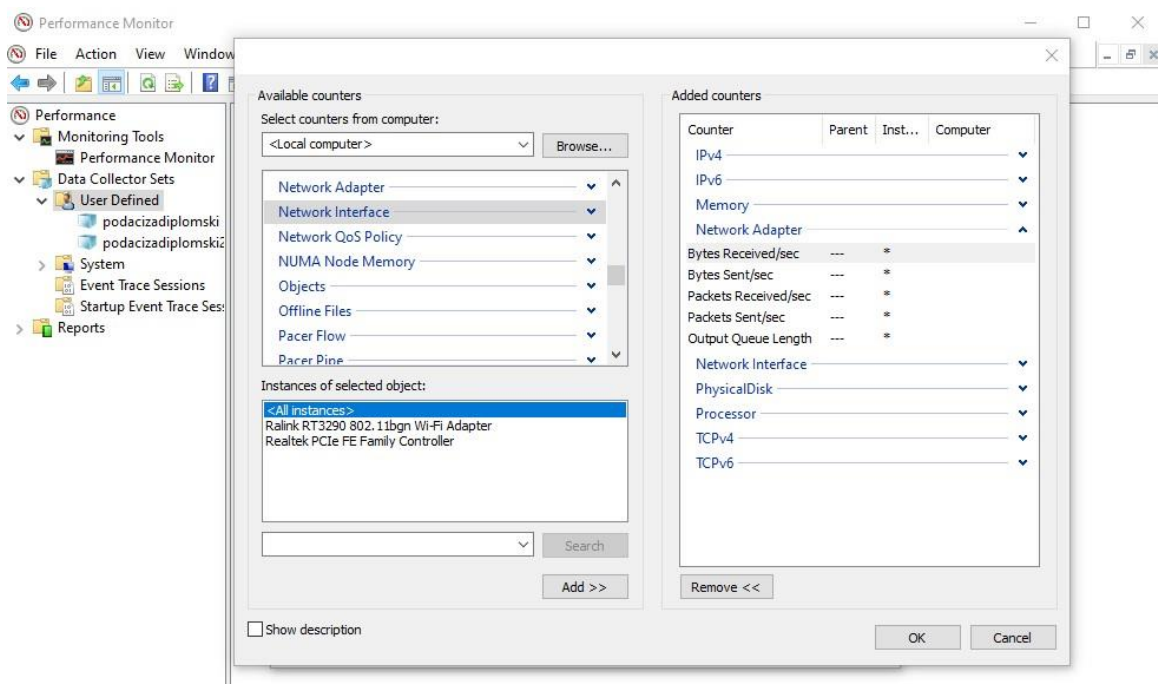 Performance Monitor
File Action View Window
Performance
Monitoring Tools
Performance Monitor
Data Collector Sets
User Defined
podacizadiplomski
podacizadiplomski2
System
Event Trace Sessions
Startup Event Trace Ses
Reports
Available counters
Select counters from computer:
<Local computer>
Browse...
Network Adapter
Network Interface
Network QoS Policy
NUMA Node Memory
Objects
Offline Files
Pacer Flow
Pacer Pipe
Instances of selected object:
<All instances>
Ralink RT3290 802.11bgn Wi-Fi Adapter
Realtek PCIe FE Family Controller
Search
Add >>
Show description
Added counters
Counter Parent Inst... Computer
IPv4
IPv6
Memory
Network Adapter
Bytes Received/sec --- *
Bytes Sent/sec --- *
Packets Received/sec --- *
Packets Sent/sec --- *
Output Queue Length --- *
Network Interface
PhysicalDisk
Processor
TCPv4
TCPv6
Remove <<
OK Cancel